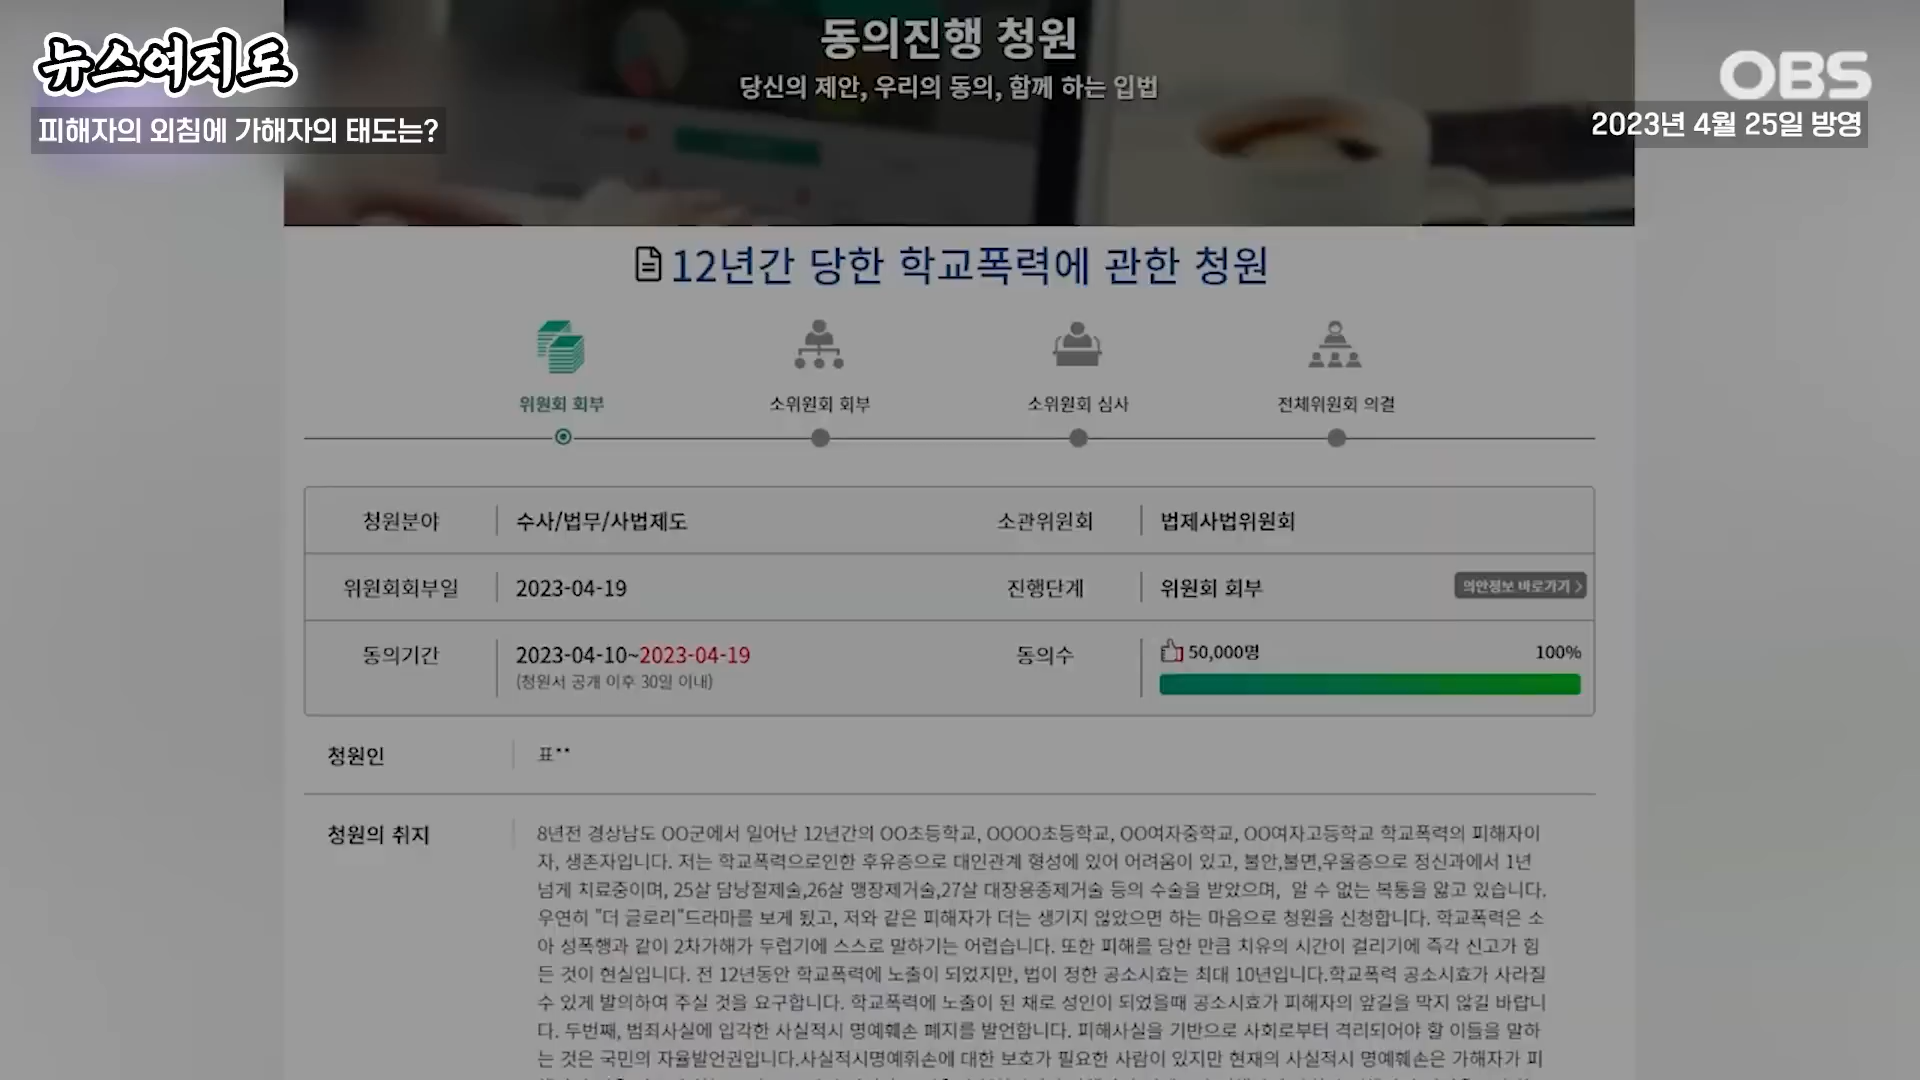 뉴스여지도
피해자의 외침에 가해자의 태도는?
OBS
2023년 4월 25일 방영
동의진행 청원
당신의 제안, 우리의 동의, 함께 하는 입법
12년간 당한 학교폭력에 관한 청원
위원회 회부 소위원회 회부 소위원회 심사 전체위원회 의결
청원분야 수사/법무/사법제도 소관위원회 법제사법위원회
위원회회부일 2023-04-19 진행단계 위원회 회부 의안정보 바로가기 >
동의기간 2023-04-10~2023-04-19 동의수 50,000명 100%
(청원서 공개 이후 30일 이내)
청원인 표**
청원의 취지 8년전 경상남도 OO군에서 일어난 12년간의 OO초등학교, OOOO초등학교, OO여자중학교, OO여자고등학교 학교폭력의 피해자이
자, 생존자입니다. 저는 학교폭력으로인한 후유증으로 대인관계 형성에 있어 어려움이 있고, 불안,불면,우울증으로 정신과에서 1년
넘게 치료중이며, 25살 담낭절제술,26살 맹장제거술,27살 대장용종제거술 등의 수술을 받았으며, 알 수 없는 복통을 앓고 있습니다.
우연히 "더 글로리"드라마를 보게 됬고, 저와 같은 피해자가 더는 생기지 않았으면 하는 마음으로 청원을 신청합니다. 학교폭력은 소
아 성폭행과 같이 2차가해가 두럽기에 스스로 말하기는 어렵습니다. 또한 피해를 당한 만큼 치유의 시간이 걸리기에 즉각 신고가 힘
든 것이 현실입니다. 전 12년동안 학교폭력에 노출이 되었지만, 법이 정한 공소시효는 최대 10년입니다.학교폭력 공소시효가 사라질
수 있게 발의하여 주실 것을 요구합니다. 학교폭력에 노출이 된 채로 성인이 되었을때 공소시효가 피해자의 앞길을 막지 않길 바랍니
다. 두번째, 범죄사실에 입각한 사실적시 명예훼손 폐지를 발언합니다. 피해사실을 기반으로 사회로부터 격리되어야 할 이들을 말하
는 것은 국민의 자율발언권입니다.사실적시명예휘손에 대한 보호가 필요한 사람이 있지만 현재의 사실적시 명예훼손은 가해자가 피